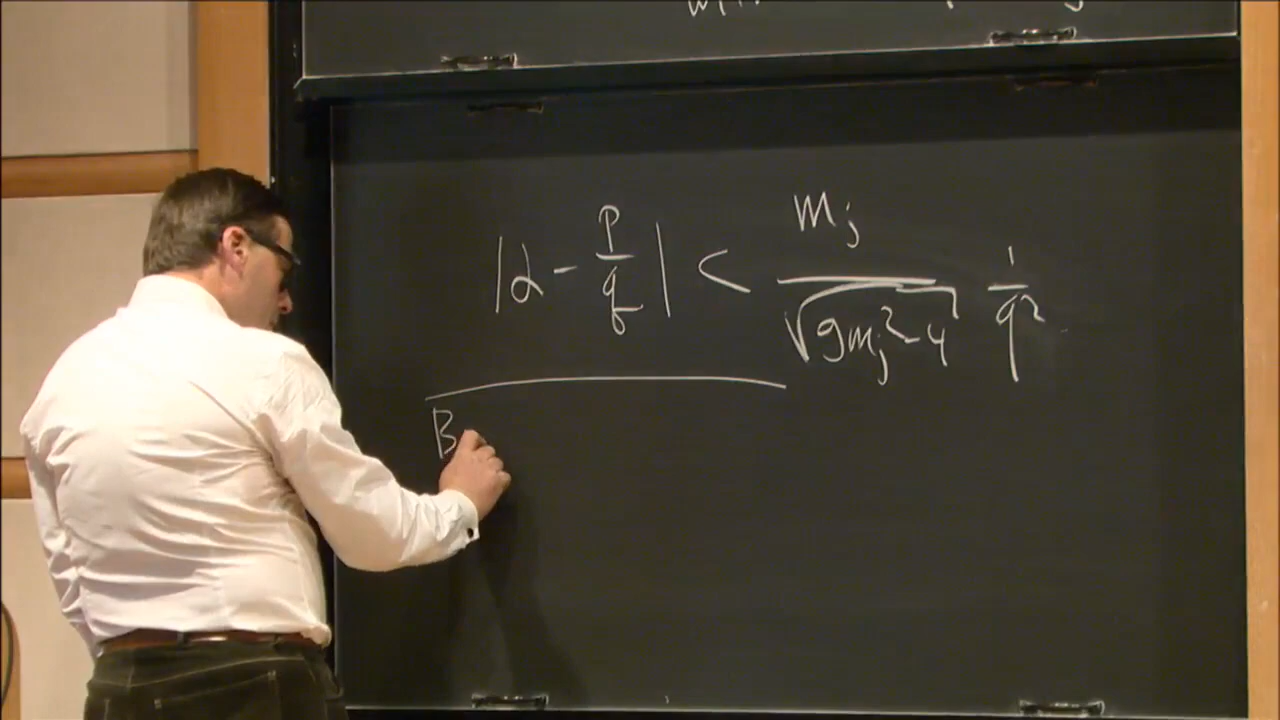 |α - p/q| < m_j/√(9m_j² - 4) 1/q²
B